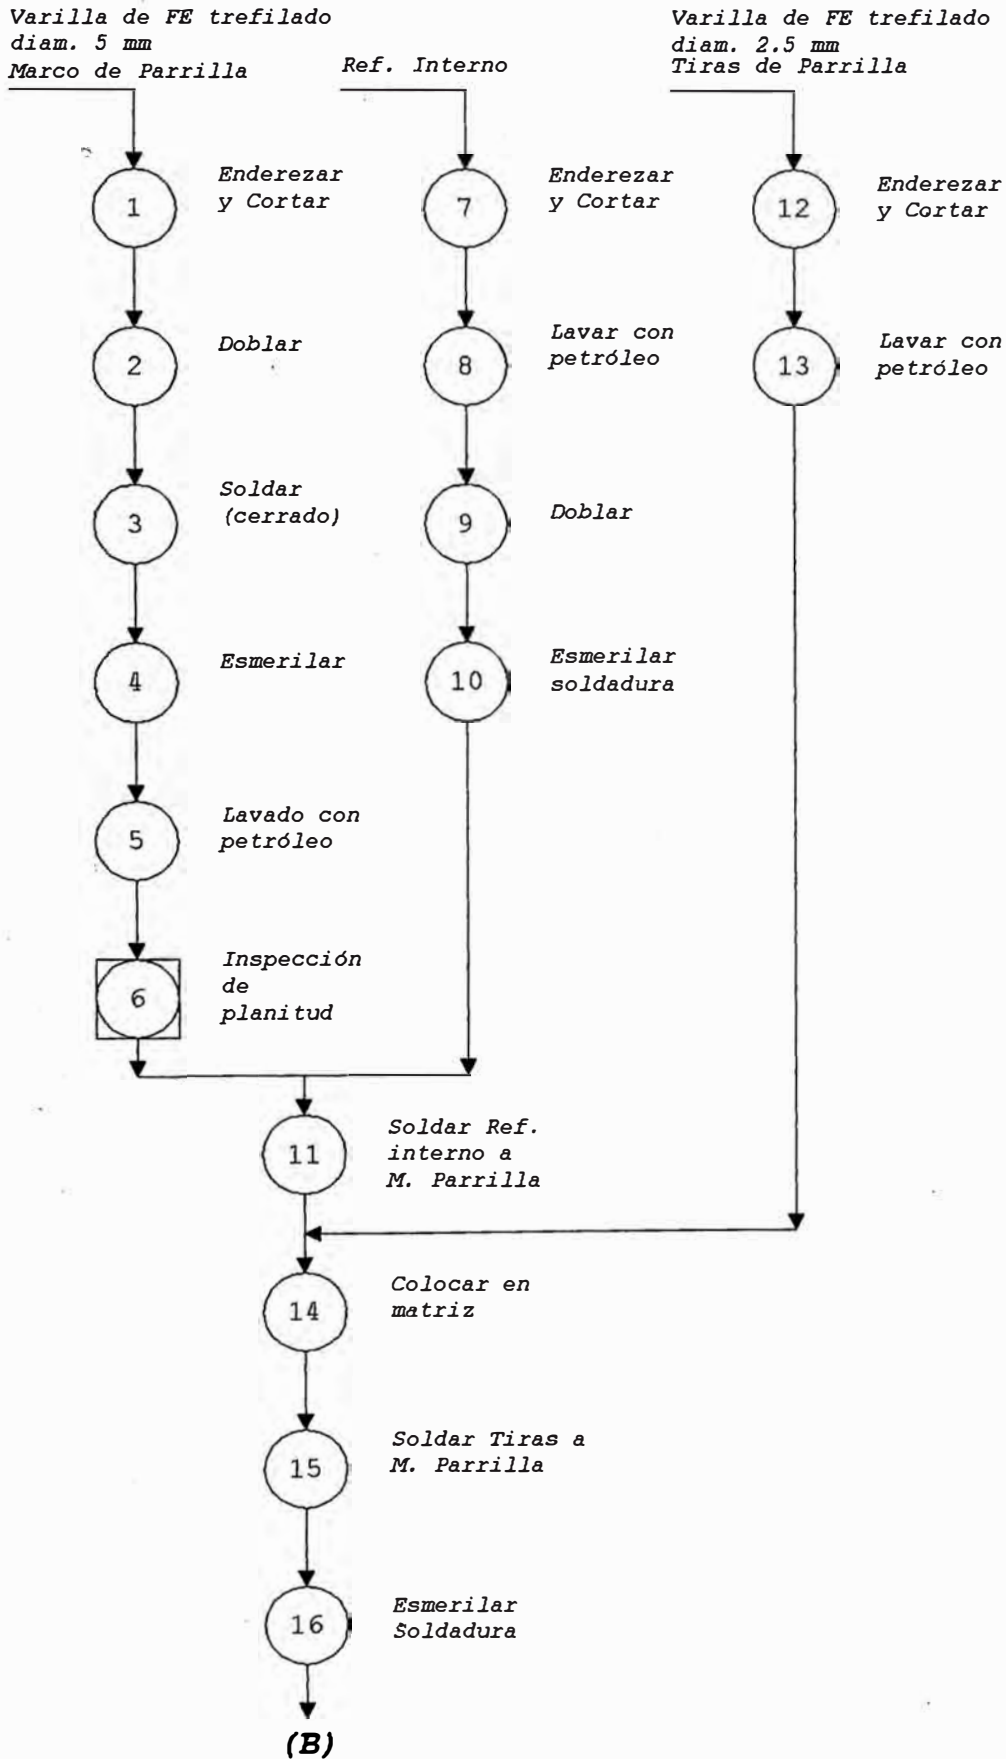 Varilla de FE trefilado
diam. 5 mm
Marco de Parrilla
1
Enderezar
y Cortar
2
Doblar
3
Soldar
(cerrado)
4
Esmerilar
5
Lavado con
petróleo
6
Inspección
de
planitud
Ref. Interno
7
Enderezar
y Cortar
8
Lavar con
petróleo
9
Doblar
10
Esmerilar
soldadura
Varilla de FE trefilado
diam. 2.5 mm
Tiras de Parrilla
12
Enderezar
y Cortar
13
Lavar con
petróleo
11
Soldar Ref.
interno a
M. Parrilla
14
Colocar en
matriz
15
Soldar Tiras a
M. Parrilla
16
Esmerilar
Soldadura
(B)